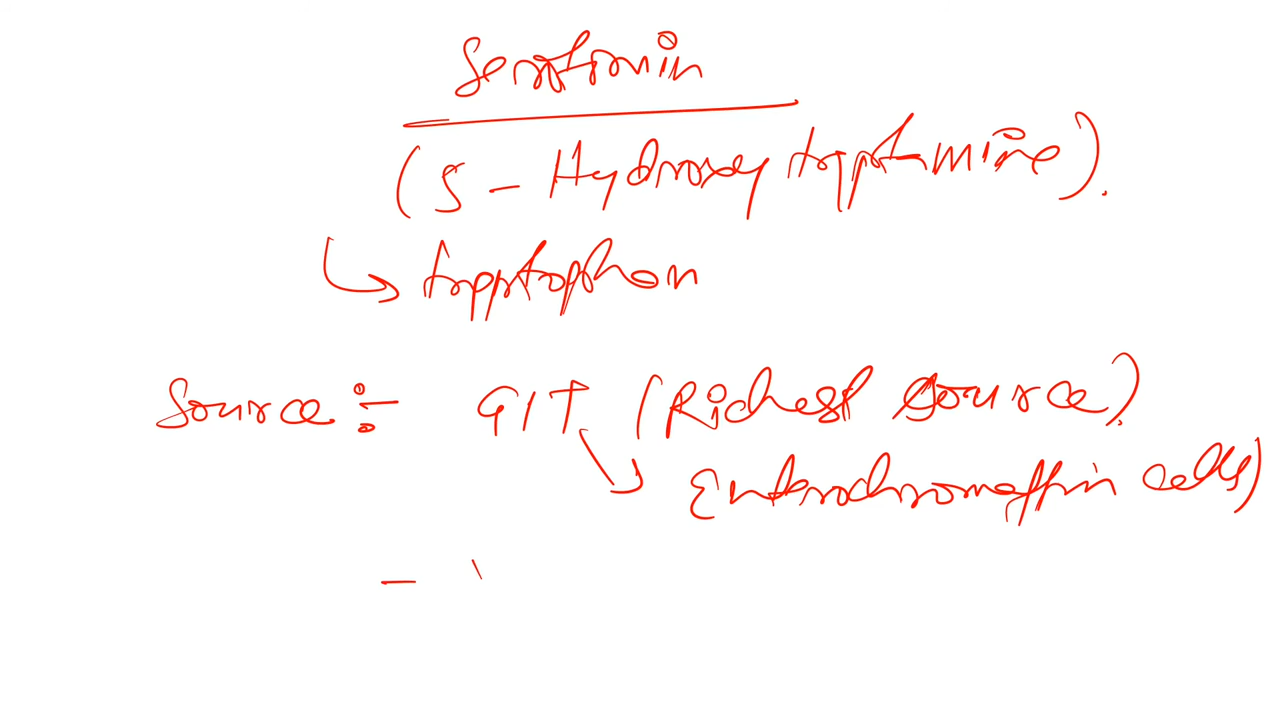 Serotonin
(5 - Hydroxy tryptamine).
↳ tryptophan
Source :- GIT (Richest source)
↘ Enterochromaffin cells)
-